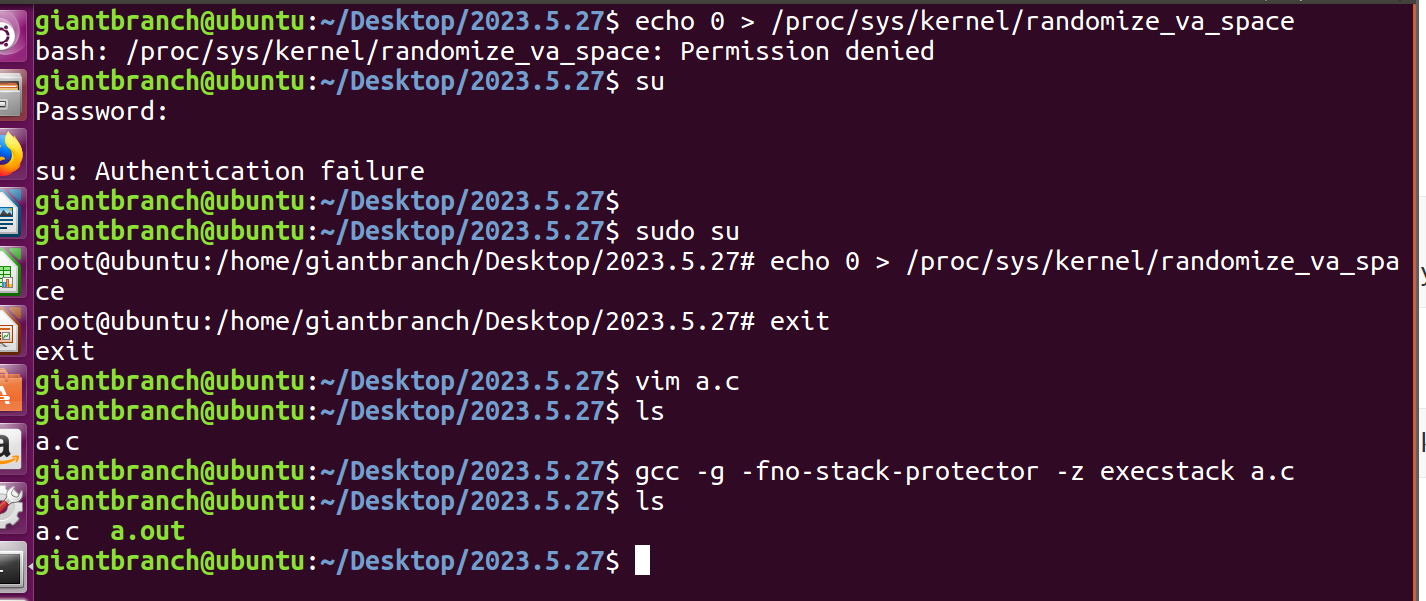 giantbranch@ubuntu:~/Desktop/2023.5.27$ echo 0 > /proc/sys/kernel/randomize_va_space
bash: /proc/sys/kernel/randomize_va_space: Permission denied
giantbranch@ubuntu:~/Desktop/2023.5.27$ su
Password:
su: Authentication failure
giantbranch@ubuntu:~/Desktop/2023.5.27$
giantbranch@ubuntu:~/Desktop/2023.5.27$ sudo su
root@ubuntu:/home/giantbranch/Desktop/2023.5.27# echo 0 > /proc/sys/kernel/randomize_va_spa
ce
root@ubuntu:/home/giantbranch/Desktop/2023.5.27# exit
exit
giantbranch@ubuntu:~/Desktop/2023.5.27$ vim a.c
giantbranch@ubuntu:~/Desktop/2023.5.27$ ls
a.c
giantbranch@ubuntu:~/Desktop/2023.5.27$ gcc -g -fno-stack-protector -z execstack a.c
giantbranch@ubuntu:~/Desktop/2023.5.27$ ls
a.c  a.out
giantbranch@ubuntu:~/Desktop/2023.5.27$